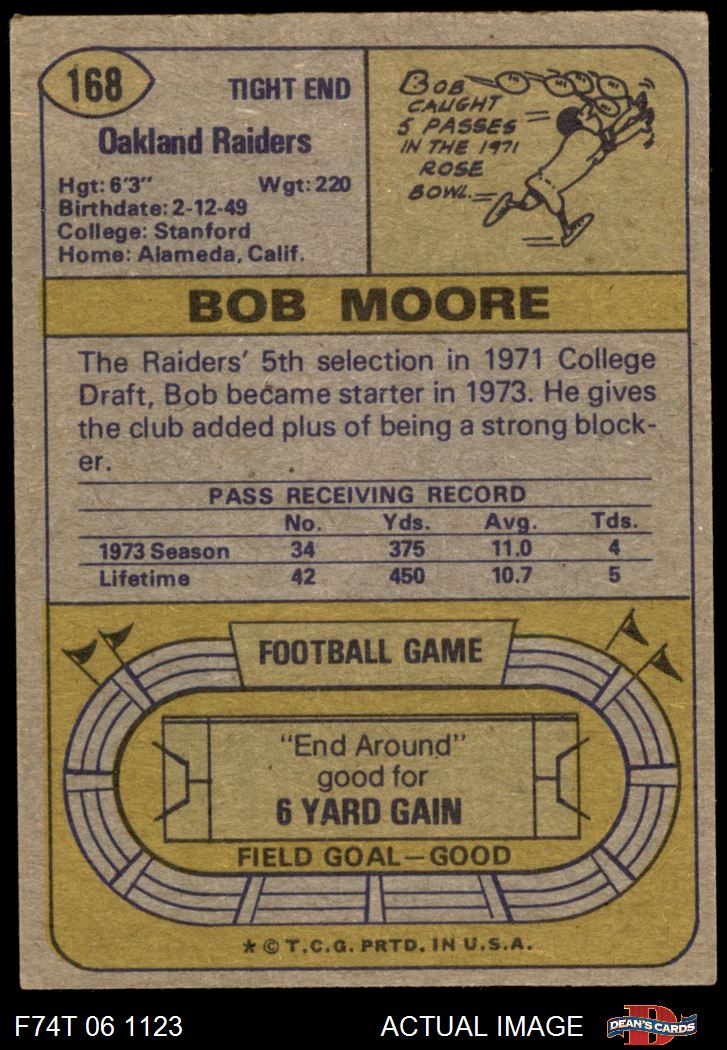 168
TIGHT END
Oakland Raiders
Hgt: 6'3" Wgt: 220
Birthdate: 2-12-49
College: Stanford
Home: Alameda, Calif.
BOB
CAUGHT
5 PASSES
IN THE 1971
ROSE
BOWL.
BOB MOORE
The Raiders' 5th selection in 1971 College
Draft, Bob became starter in 1973. He gives
the club added plus of being a strong block-
er.
PASS RECEIVING RECORD
No. Yds. Avg. Tds.
1973 Season 34 375 11.0 4
Lifetime 42 450 10.7 5
FOOTBALL GAME
"End Around"
good for
6 YARD GAIN
FIELD GOAL—GOOD
* © T.C.G. PRTD. IN U.S.A.
F74T 06 1123 ACTUAL IMAGE
D
DEAN'S CARDS